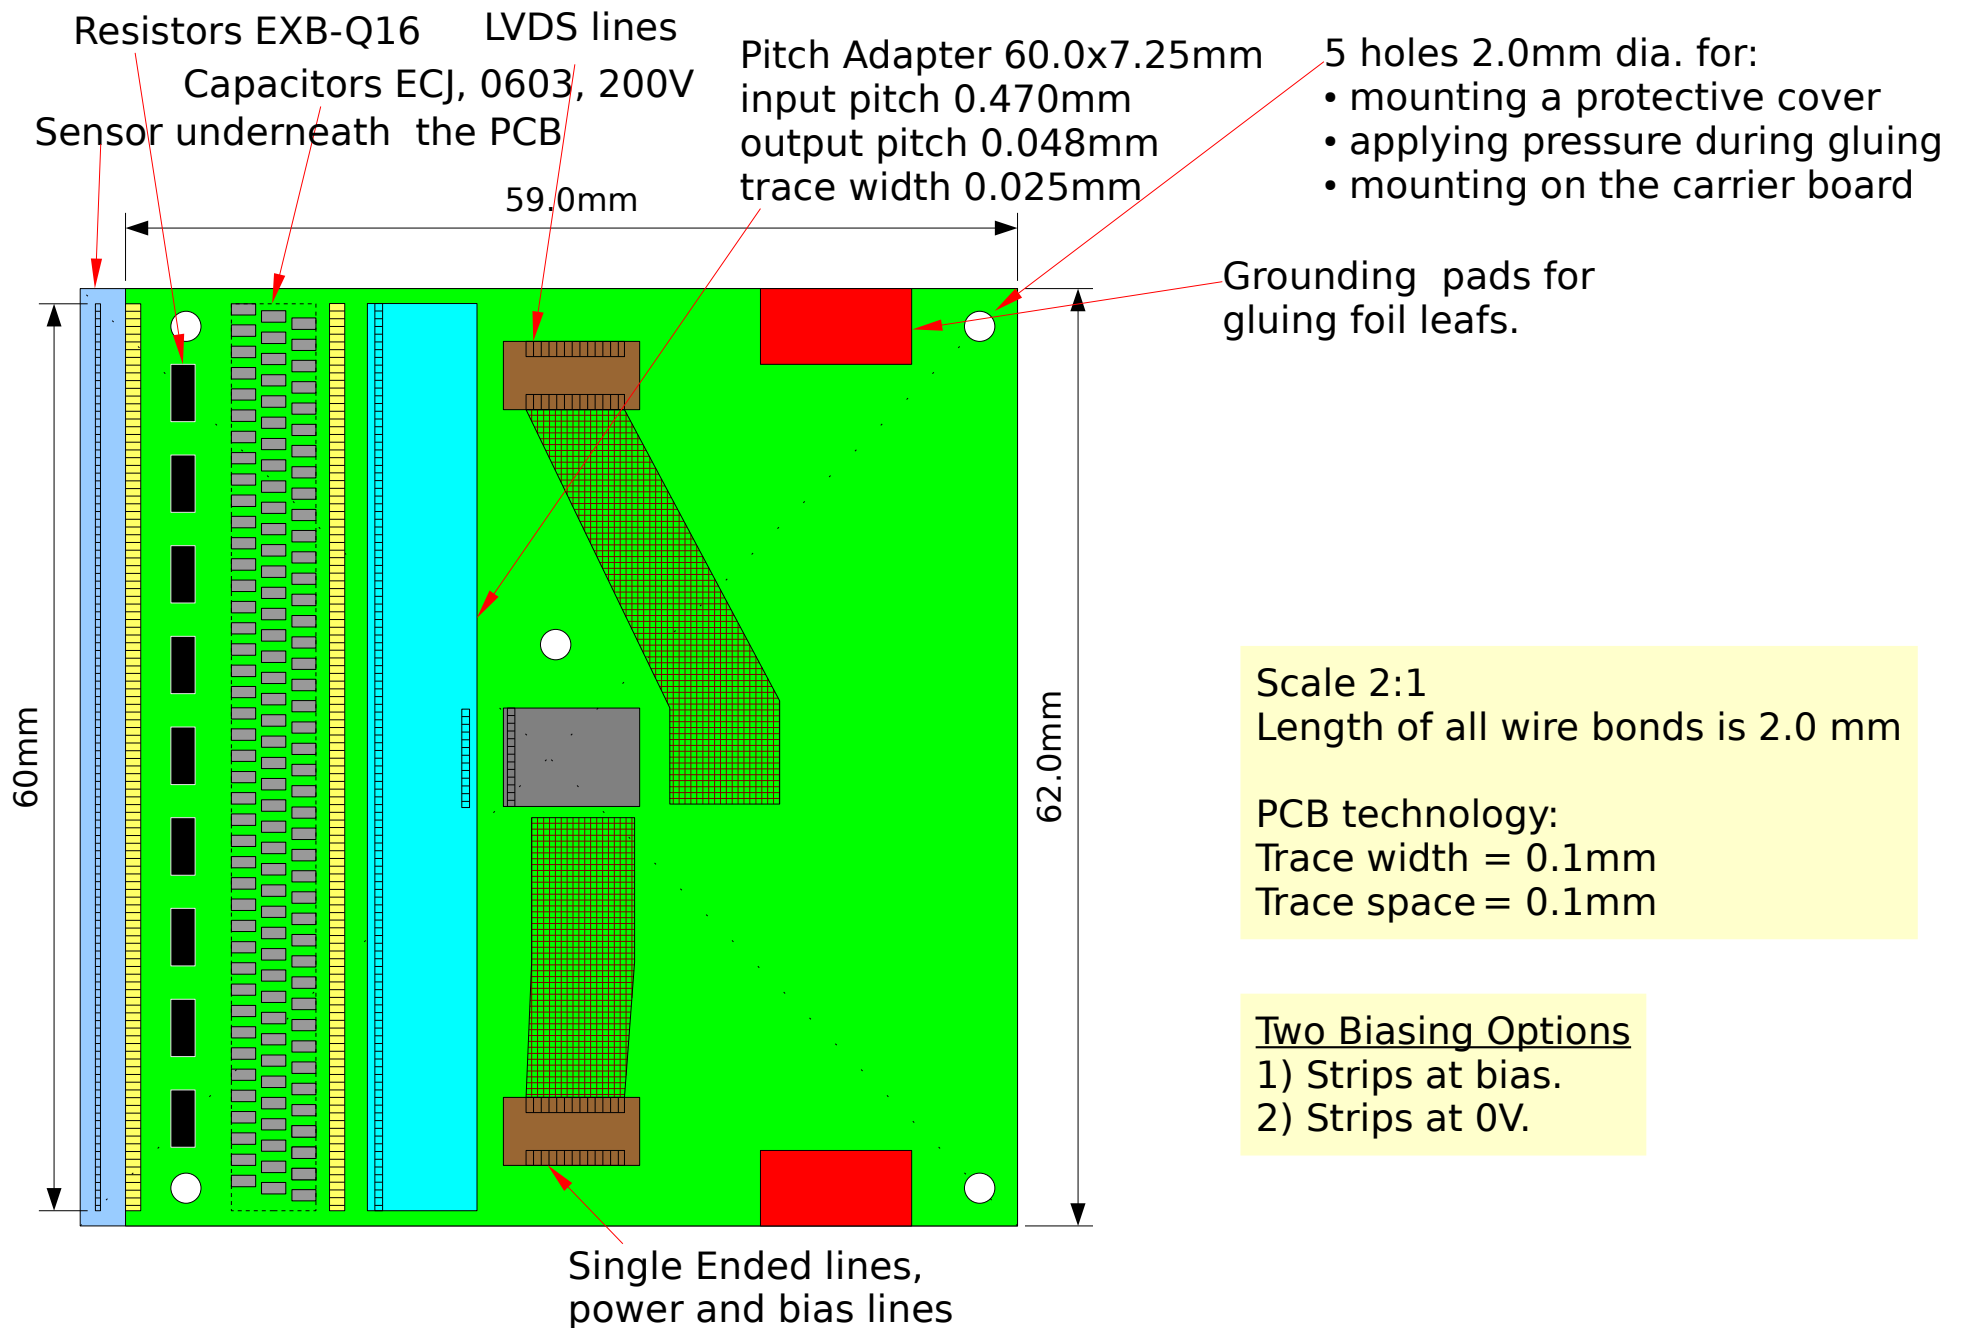 Resistors EXB-Q16
LVDS lines
Capacitors ECJ, 0603, 200V
Sensor underneath  the PCB
Pitch Adapter 60.0x7.25mm
input pitch 0.470mm
output pitch 0.048mm
trace width 0.025mm
5 holes 2.0mm dia. for:
• mounting a protective cover
• applying pressure during gluing
• mounting on the carrier board
59.0mm
Grounding  pads for
gluing foil leafs.
60mm
62.0mm
Scale 2:1
Length of all wire bonds is 2.0 mm
PCB technology:
Trace width = 0.1mm
Trace space = 0.1mm
Two Biasing Options
1) Strips at bias.
2) Strips at 0V.
Single Ended lines,
power and bias lines